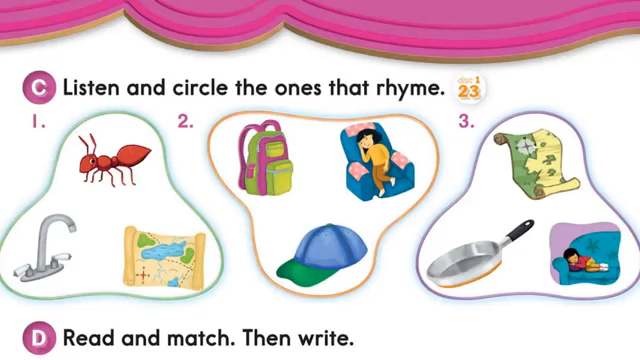 C Listen and circle the ones that rhyme. disc 1 23
1. 2. 3.
D Read and match. Then write.